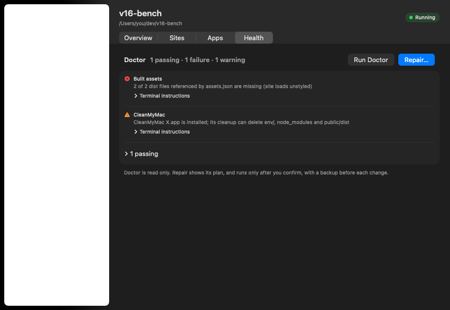 v16-bench
/Users/you/dev/v16-bench
Running
Overview Sites Apps Health
Doctor 1 passing · 1 failure · 1 warning
Run Doctor Repair...
Built assets
2 of 2 dist files referenced by assets.json are missing (site loads unstyled)
Terminal instructions
CleanMyMac
CleanMyMac X.app is installed; its cleanup can delete env, node_modules and public/dist
Terminal instructions
1 passing
Doctor is read only. Repair shows its plan, and runs only after you confirm, with a backup before each change.